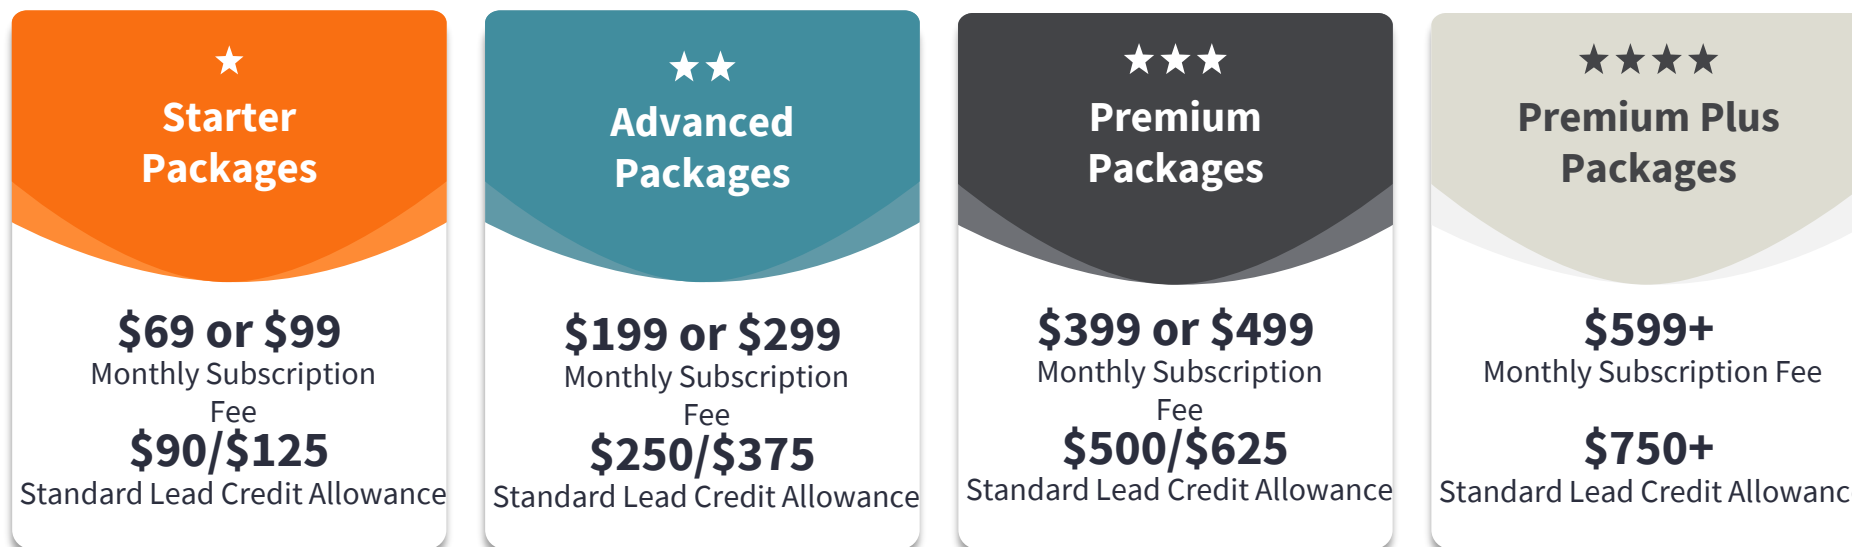 Starter
Packages
$69 or $99
Monthly Subscription
Fee
$90/$125
Standard Lead Credit Allowance
Advanced
Packages
$199 or $299
Monthly Subscription
Fee
$250/$375
Standard Lead Credit Allowance
Premium
Packages
$399 or $499
Monthly Subscription
Fee
$500/$625
Standard Lead Credit Allowance
Premium Plus
Packages
$599+
Monthly Subscription Fee
$750+
Standard Lead Credit Allowanc